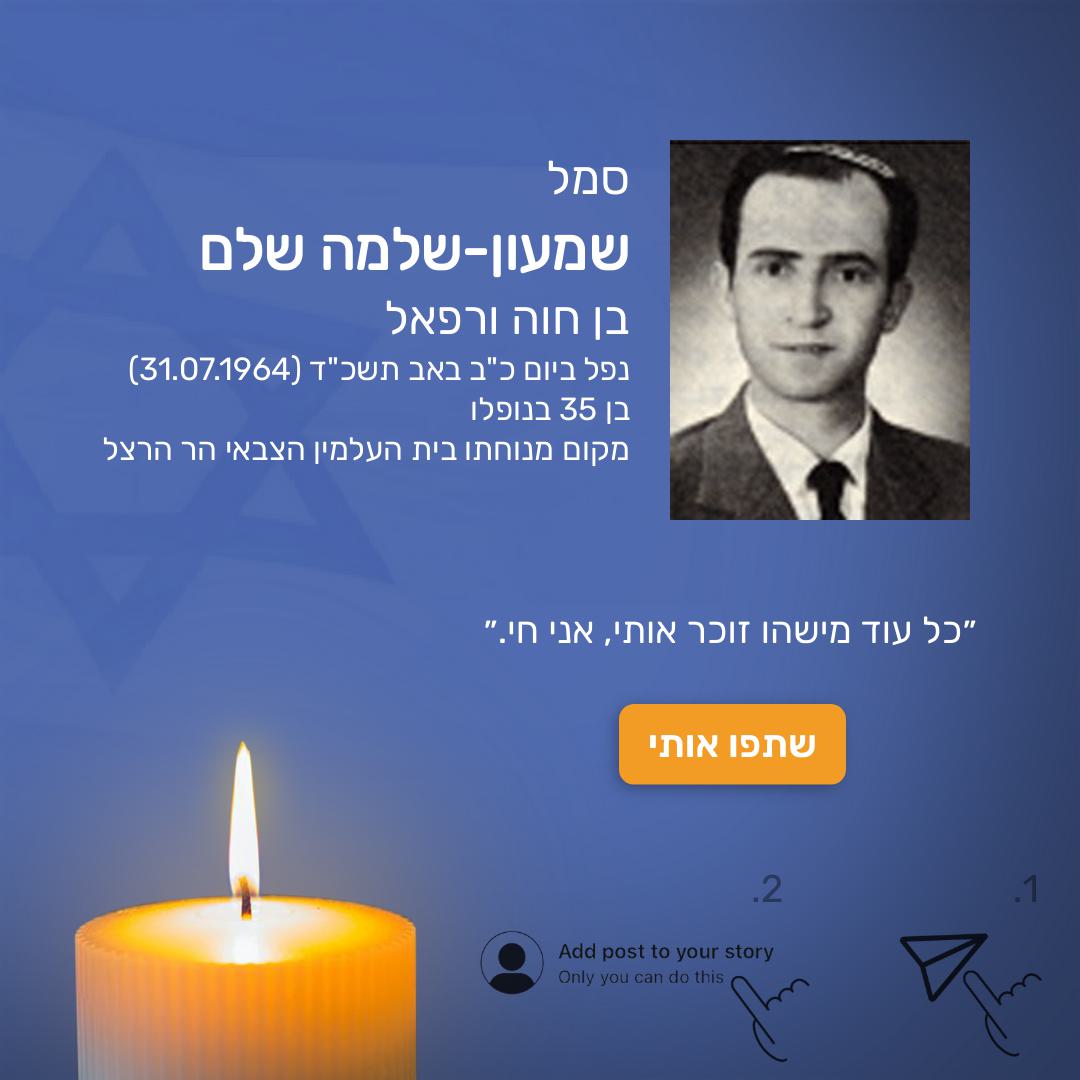 סמל
שמעון-שלמה שלם
בן חוה ורפאל
נפל ביום כ"ב באב תשכ"ד (31.07.1964)
בן 35 בנופלו
מקום מנוחתו בית העלמין הצבאי הר הרצל
״כל עוד מישהו זוכר אותי, אני חי.״
שתפו אותי
.1
.2
Add post to your story
Only you can do this